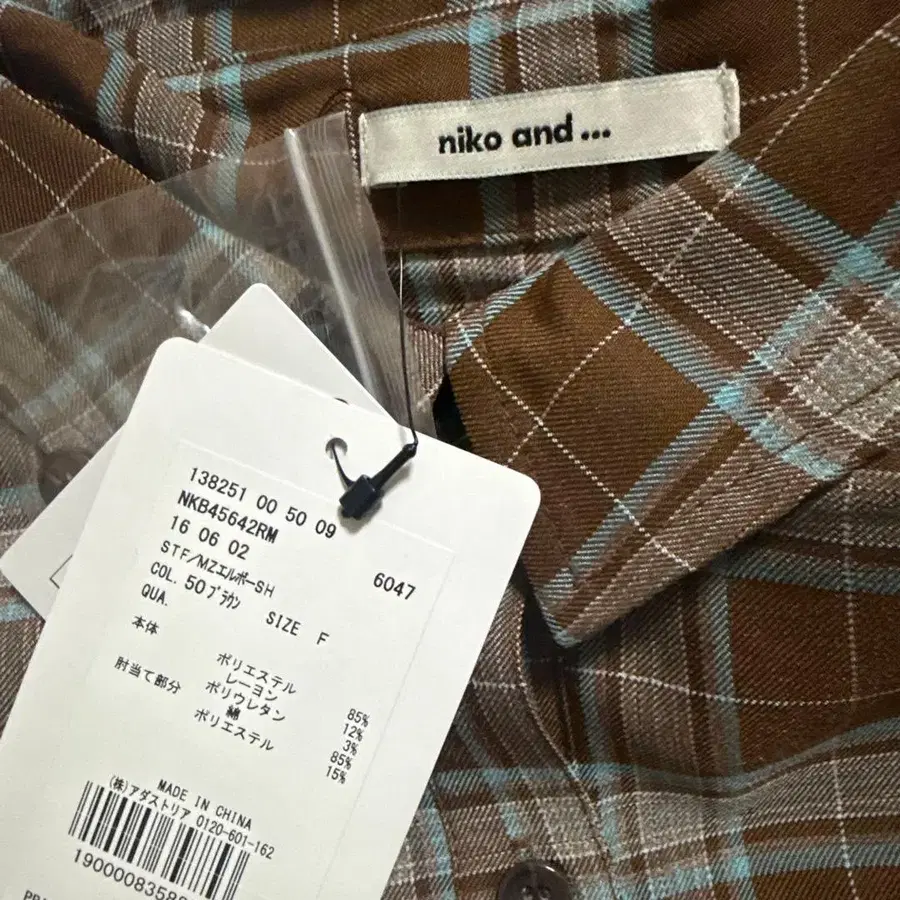 niko and ...
138251 00 50 09
NKB45642RM
16 06 02 6047
STF/MZエルボーSH
COL. 50 ブラウン SIZE F
QUA.
本体 ポリエステル 85%
レーヨン 12%
ポリウレタン 3%
肘当て部分 綿 85%
ポリエステル 15%
MADE IN CHINA
(株)アダストリア 0120-601-162